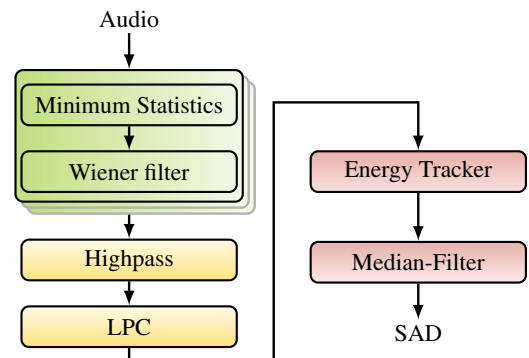 Audio
Minimum Statistics
Wiener filter
Highpass
LPC
Energy Tracker
Median-Filter
SAD